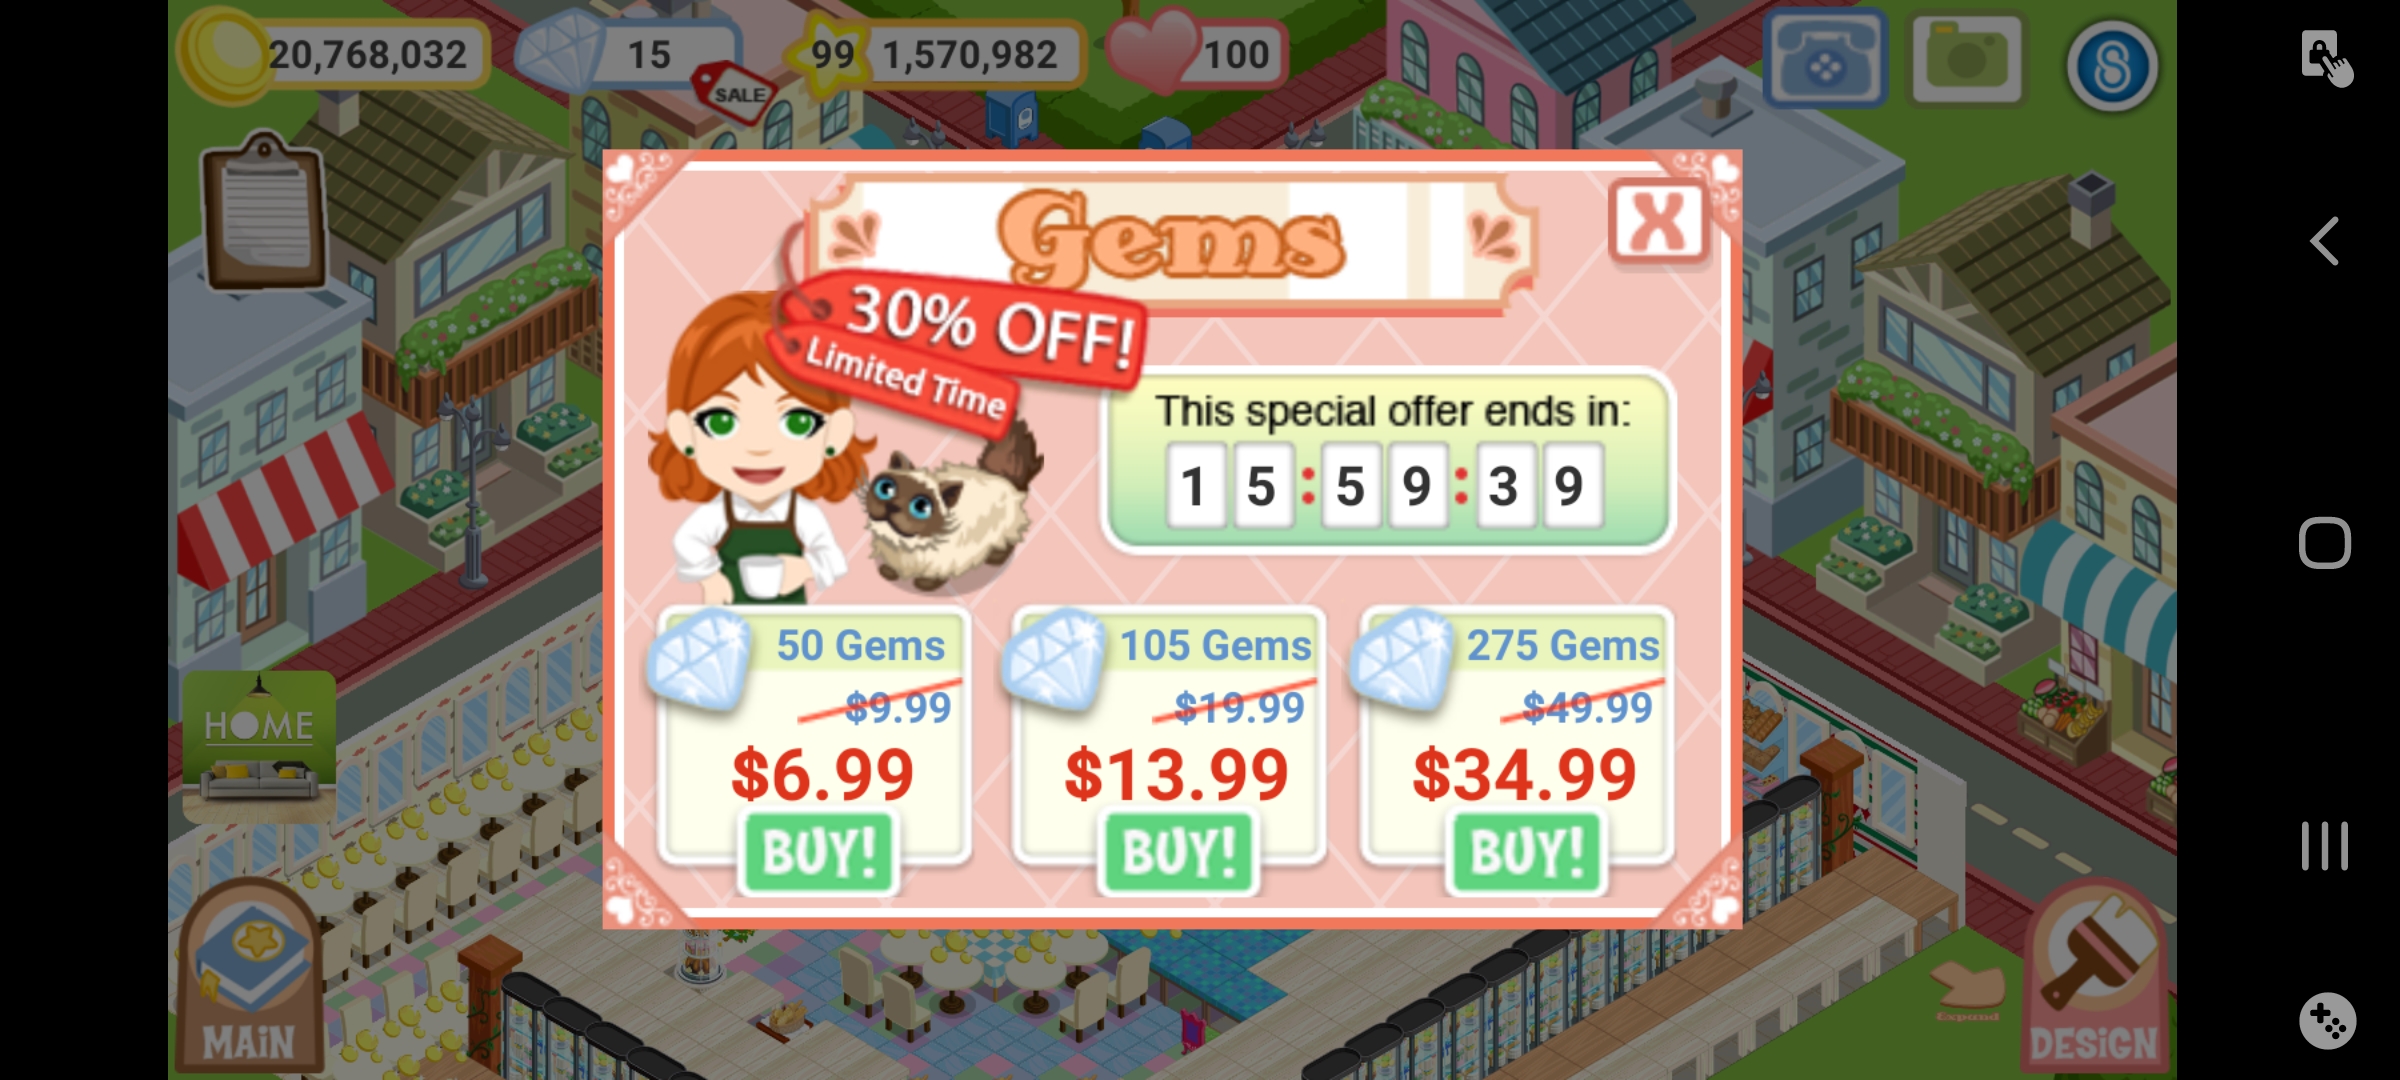 20,768,032
15
SALE
99
1,570,982
100
Gems
X
30% OFF!
Limited Time
This special offer ends in:
15:59:39
50 Gems
$9.99
$6.99
BUY!
105 Gems
$19.99
$13.99
BUY!
275 Gems
$49.99
$34.99
BUY!
HOME
MAiN
Expand
DESiGN